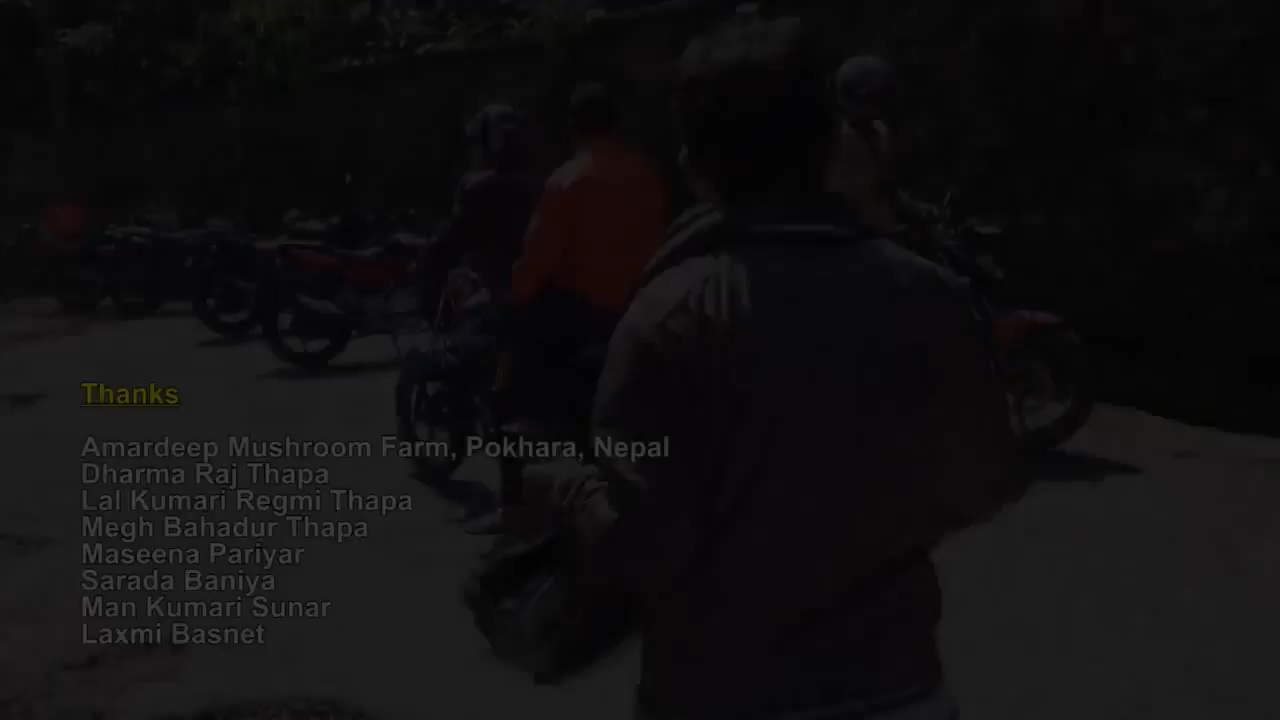 Thanks
Amardeep Mushroom Farm, Pokhara, Nepal
Dharma Raj Thapa
Lal Kumari Regmi Thapa
Megh Bahadur Thapa
Maseena Pariyar
Sarada Baniya
Man Kumari Sunar
Laxmi Basnet